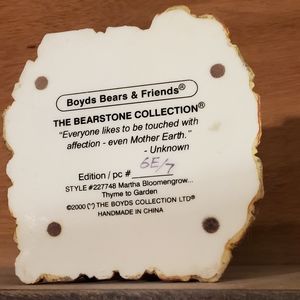 Boyds Bears & Friends®
THE BEARSTONE COLLECTION®
"Everyone likes to be touched with
affection - even Mother Earth."
- Unknown
Edition / pc # 6E/7
STYLE #227748 Martha Bloomengrow...
Thyme to Garden
©2000 (") THE BOYDS COLLECTION LTD®
HANDMADE IN CHINA